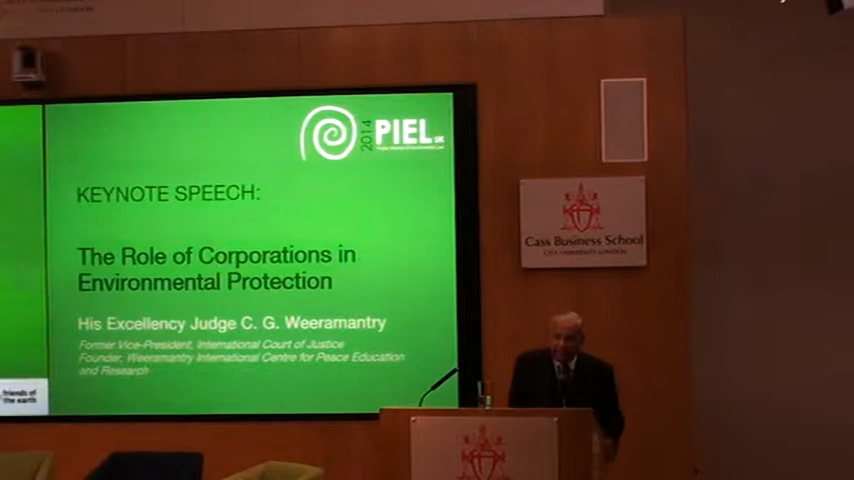 2014 PIEL UK
KEYNOTE SPEECH:
The Role of Corporations in
Environmental Protection
His Excellency Judge C. G. Weeramantry
Former Vice-President, International Court of Justice
Founder, Weeramantry International Centre for Peace Education
and Research
friends of
the earth
Cass Business School
CITY UNIVERSITY LONDON